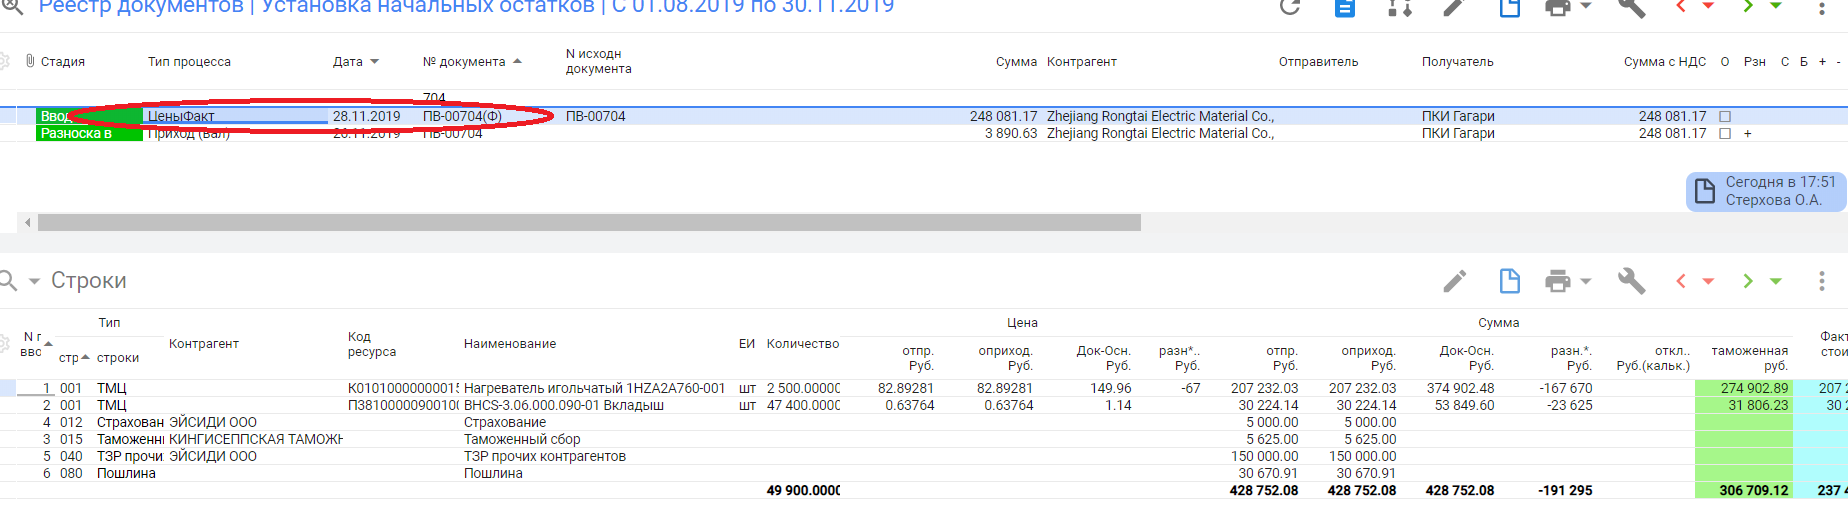 Реестр документов | Установка начальных остатков | С 01.08.2019 по 30.11.2019
Стадия Тип процесса Дата № документа N исходн документа Сумма Контрагент Отправитель Получатель Сумма с НДС О Рзн С Б + -
704
Ввод ЦеныФакт 28.11.2019 ПВ-00704(Ф) ПВ-00704 248 081.17 Zhejiang Rongtai Electric Material Co., ПКИ Гагари 248 081.17
Разноска в Приход (вал) 20.11.2019 ПВ-00704 3 890.63 Zhejiang Rongtai Electric Material Co., ПКИ Гагари 248 081.17 +
Сегодня в 17:51
Стерхова О.А.
Строки
Тип Цена Сумма
N г ввс стр строки Контрагент Код ресурса Наименование ЕИ Количество отпр. Руб. оприход. Руб. Док-Осн. Руб. разн*.. Руб. отпр. Руб. оприход. Руб. Док-Осн. Руб. разн.*. Руб. откл.. Руб.(кальк.) таможенная руб. Факт стои
1 001 ТМЦ К0101000000001 Нагреватель игольчатый 1HZA2A760-001 шт 2 500.0000 82.89281 82.89281 149.96 -67 207 232.03 207 232.03 374 902.48 -167 670 274 902.89 207 2
2 001 ТМЦ П3810000900100 ВНСS-3.06.000.090-01 Вкладыш шт 47 400.0000 0.63764 0.63764 1.14 30 224.14 30 224.14 53 849.60 -23 625 31 806.23 30 2
4 012 Страхован ЭЙСИДИ ООО Страхование 5 000.00 5 000.00
3 015 Таможенн КИНГИСЕППСКАЯ ТАМОЖН Таможенный сбор 5 625.00 5 625.00
5 040 ТЗР прочи ЭЙСИДИ ООО ТЗР прочих контрагентов 150 000.00 150 000.00
6 080 Пошлина Пошлина 30 670.91 30 670.91
49 900.0000 428 752.08 428 752.08 428 752.08 -191 295 306 709.12 237 4